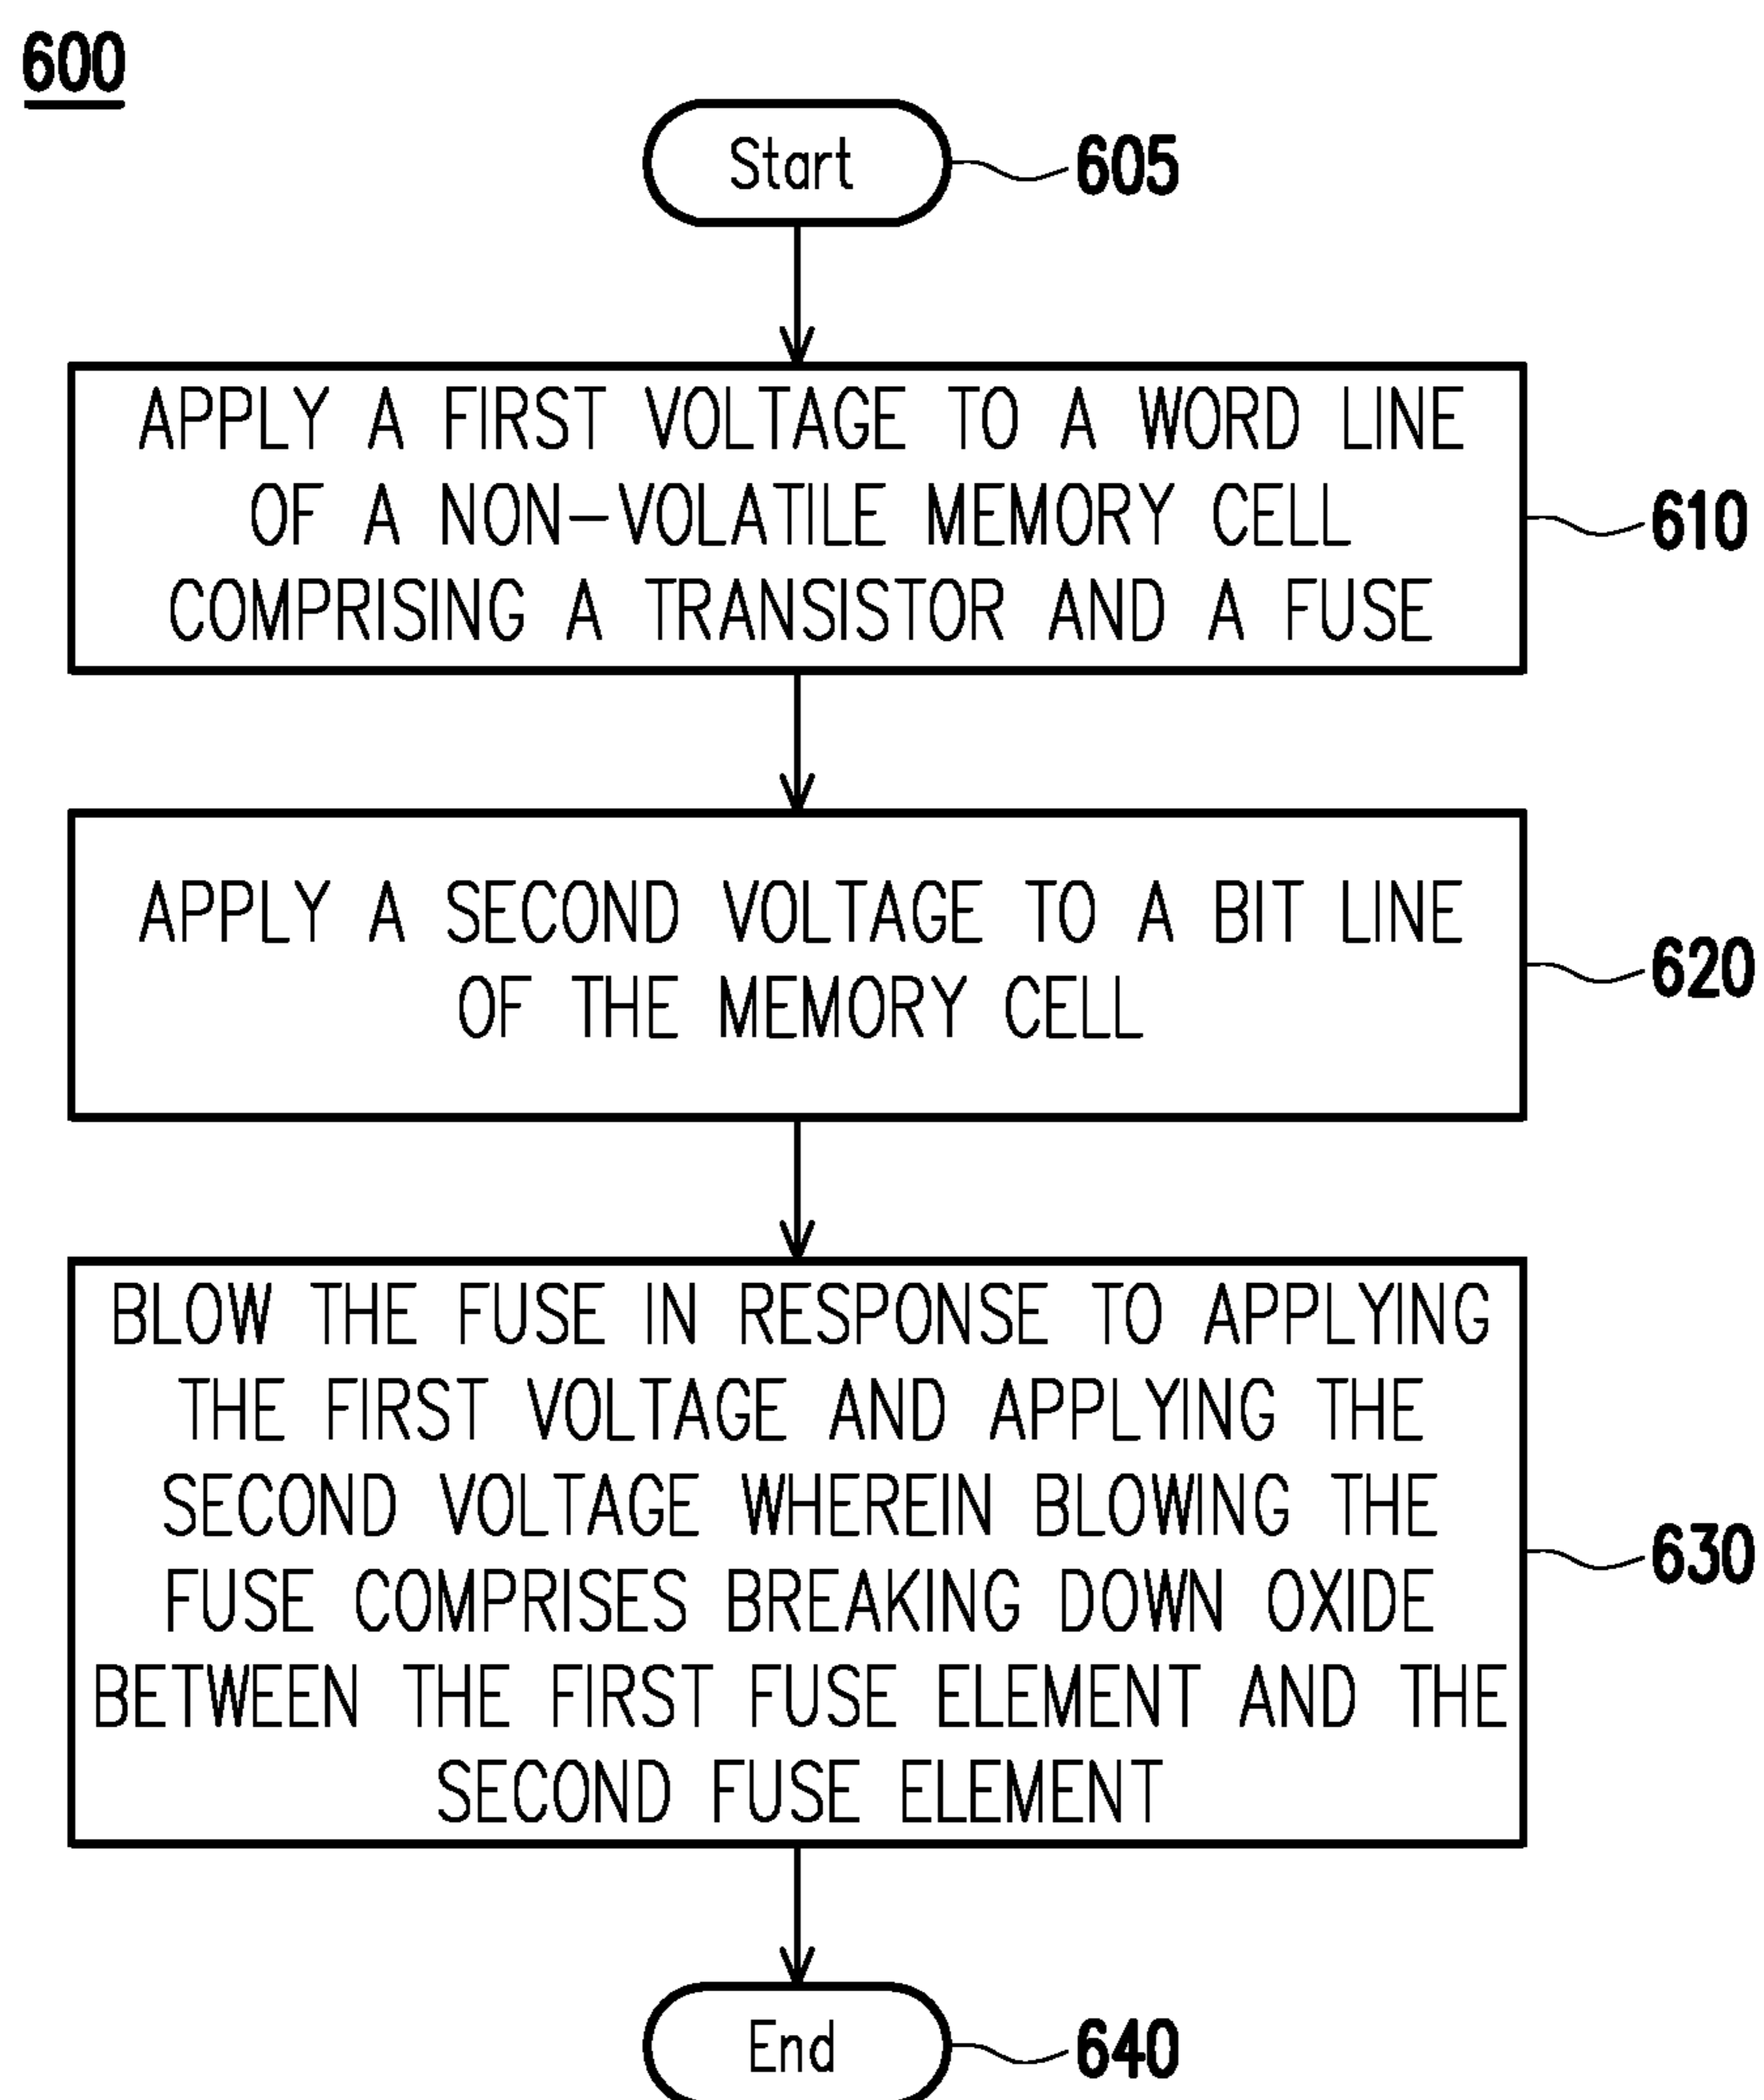 600
Start
605
APPLY A FIRST VOLTAGE TO A WORD LINE
OF A NON-VOLATILE MEMORY CELL
COMPRISING A TRANSISTOR AND A FUSE
610
APPLY A SECOND VOLTAGE TO A BIT LINE
OF THE MEMORY CELL
620
BLOW THE FUSE IN RESPONSE TO APPLYING
THE FIRST VOLTAGE AND APPLYING THE
SECOND VOLTAGE WHEREIN BLOWING THE
FUSE COMPRISES BREAKING DOWN OXIDE
BETWEEN THE FIRST FUSE ELEMENT AND THE
SECOND FUSE ELEMENT
630
End
640